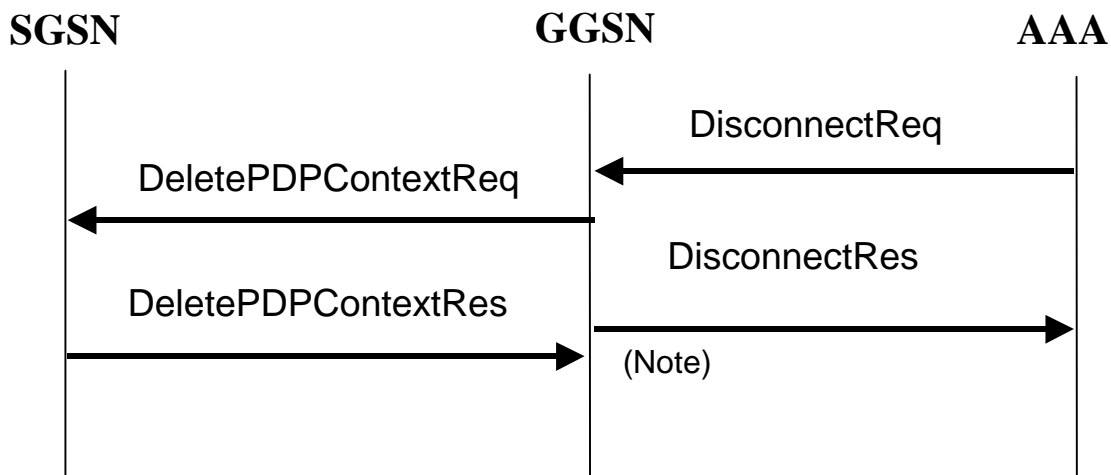 SGSN
GGSN
AAA
DisconnectReq
DeletePDPContextReq
DisconnectRes
DeletePDPContextRes
(Note)